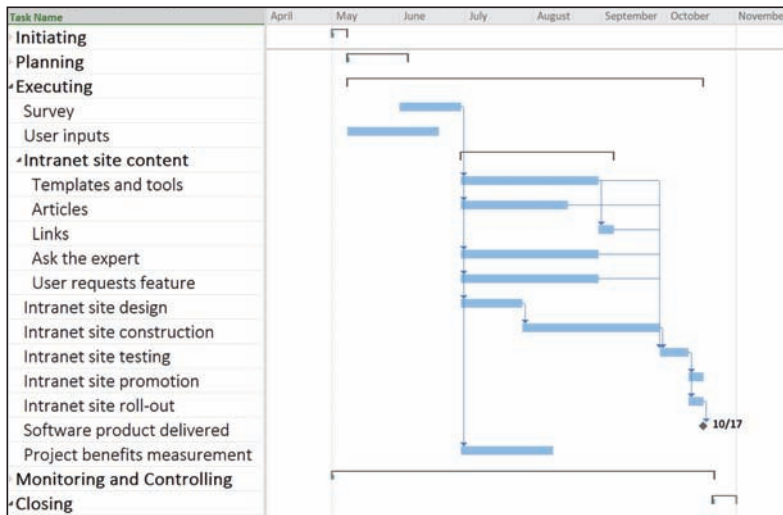 Task Name April May June July August September October Novembe
Initiating
Planning
Executing
Survey
User inputs
Intranet site content
Templates and tools
Articles
Links
Ask the expert
User requests feature
Intranet site design
Intranet site construction
Intranet site testing
Intranet site promotion
Intranet site roll-out
Software product delivered 10/17
Project benefits measurement
Monitoring and Controlling
Closing